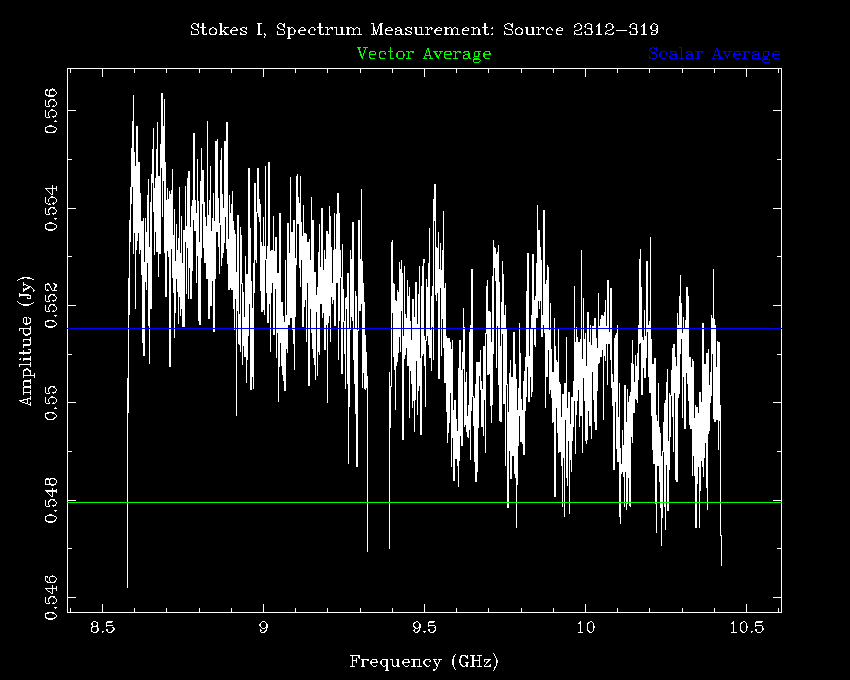 Stokes I, Spectrum Measurement: Source 2312−319
Vector Average Scalar Average
0.556
0.554
0.552
0.55
0.548
0.546
Amplitude (Jy)
8.5 9 9.5 10 10.5
Frequency (GHz)